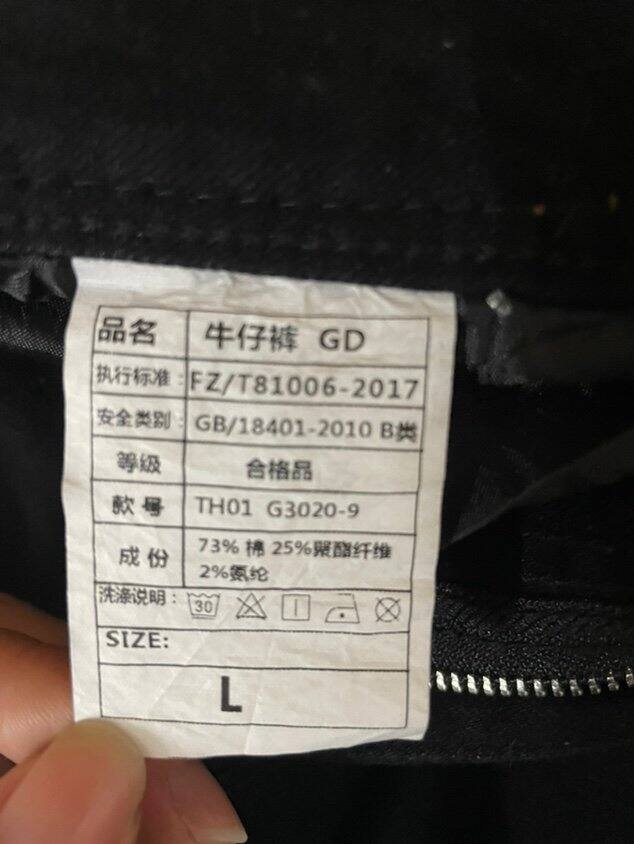 品名 牛仔裤 GD
执行标准: FZ/T81006-2017
安全类别: GB/18401-2010 B类
等级 合格品
款号 TH01 G3020-9
成份 73% 棉 25%聚酯纤维
2%氨纶
洗涤说明: 30
SIZE:
L